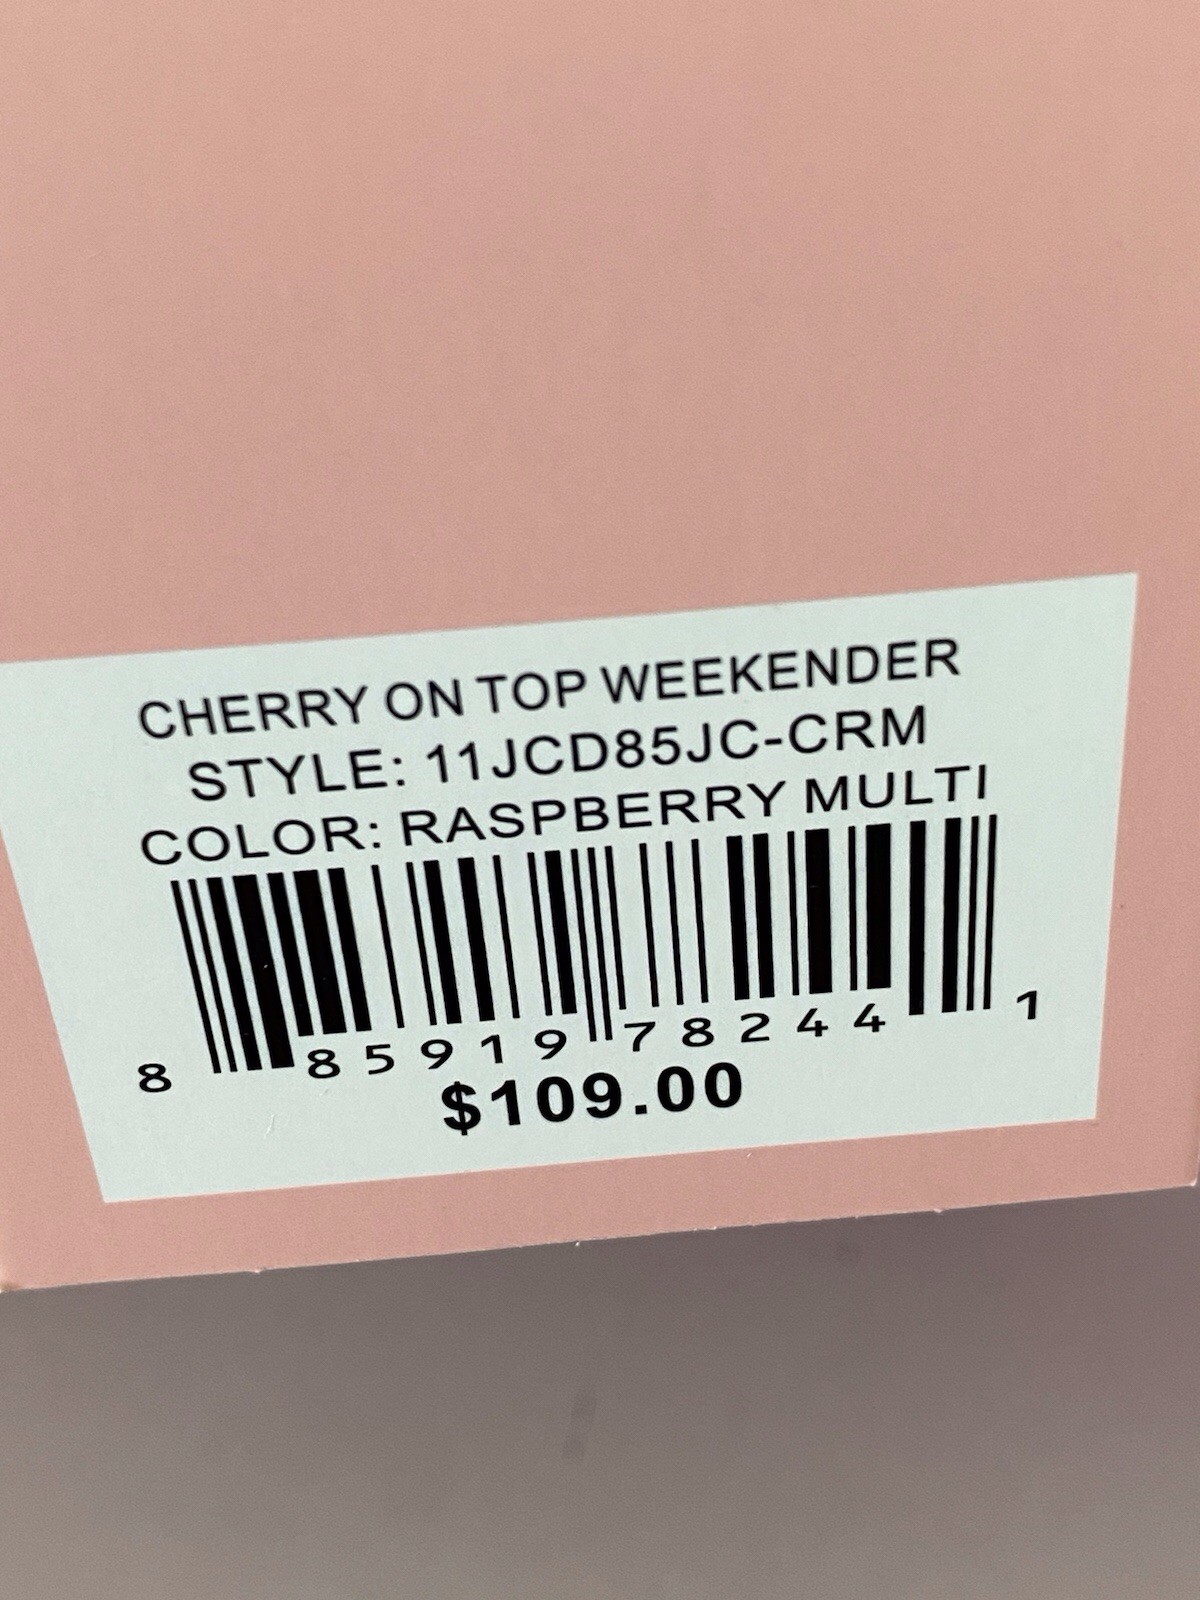 CHERRY ON TOP WEEKENDER
STYLE: 11JCD85JC-CRM
COLOR: RASPBERRY MULTI
8 85919 78244 1
$109.00